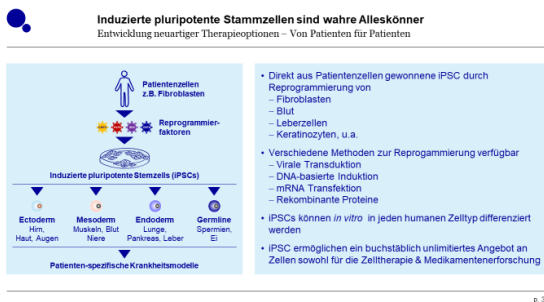 Induzierte pluripotente Stammzellen sind wahre Alleskönner
Entwicklung neuartiger Therapieoptionen – Von Patienten für Patienten
Patientenzellen
z.B. Fibroblasten
Reprogrammier-
faktoren
Induzierte pluripotente Stemzells (iPSCs)
Ectoderm
Hirn,
Haut, Augen
Mesoderm
Muskeln, Blut
Niere
Endoderm
Lunge,
Pankreas, Leber
Germline
Spermien,
Ei
Patienten-spezifische Krankheitsmodelle
• Direkt aus Patientenzellen gewonnene iPSC durch
Reprogrammierung von
– Fibroblasten
– Blut
– Leberzellen
– Keratinozyten, u.a.
• Verschiedene Methoden zur Reprogammierung verfügbar
– Virale Transduktion
– DNA-basierte Induktion
– mRNA Transfektion
– Rekombinante Proteine
• iPSCs können in vitro in jeden humanen Zelltyp differenziert
werden
• iPSC ermöglichen ein buchstäblich unlimitiertes Angebot an
Zellen sowohl für die Zelltherapie & Medikamentenerforschung
p. 3